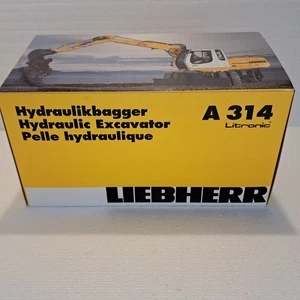 Hydraulikbagger
Hydraulic Excavator
Pelle hydraulique
A 314
Litronic
LIEBHERR